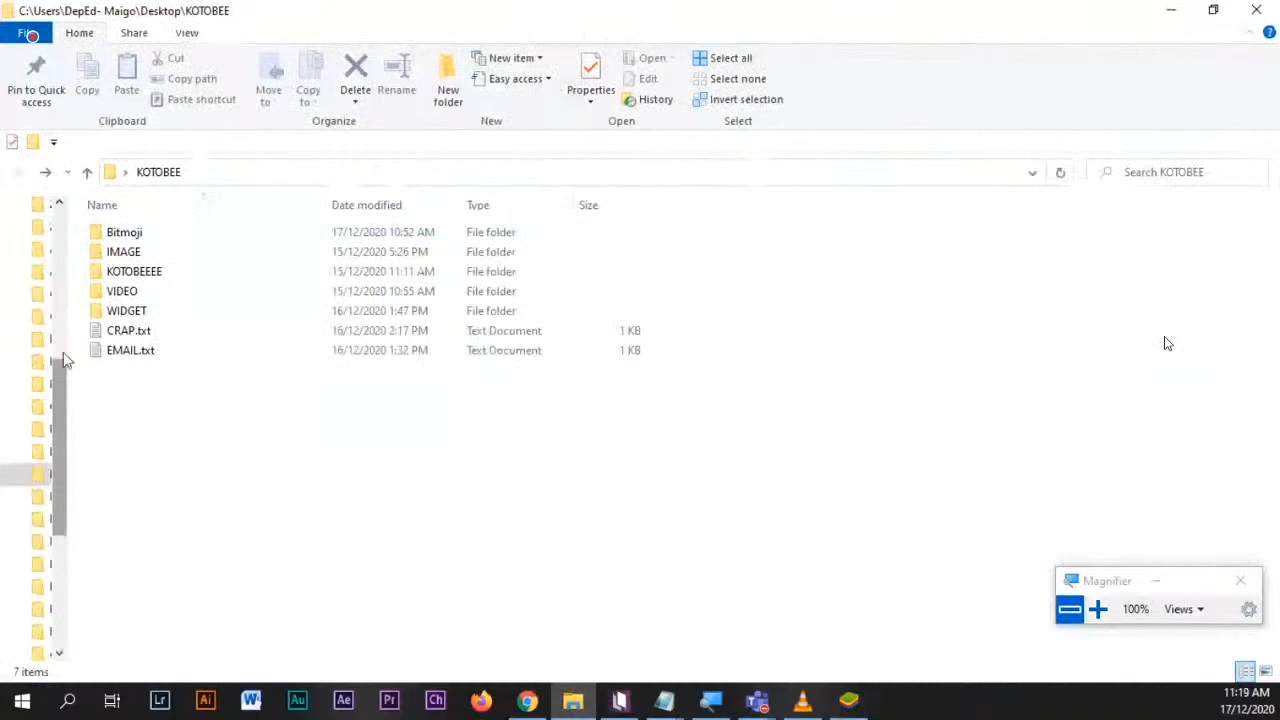 C:\Users\DepEd- Maigo\Desktop\KOTOBEE
Home Share View
Pin to Quick access
Copy
Paste
Cut
Copy path
Paste shortcut
Clipboard
Move to
Copy to
Delete
Rename
Organize
New folder
New item
Easy access
New
Properties
Open
Edit
History
Open
Select all
Select none
Invert selection
Select
KOTOBEE
Search KOTOBEE
Name Date modified Type Size
Bitmoji 17/12/2020 10:52 AM File folder
IMAGE 15/12/2020 5:26 PM File folder
KOTOBEEEE 15/12/2020 11:11 AM File folder
VIDEO 15/12/2020 10:55 AM File folder
WIDGET 16/12/2020 1:47 PM File folder
CRAP.txt 16/12/2020 2:17 PM Text Document 1 KB
EMAIL.txt 16/12/2020 1:32 PM Text Document 1 KB
Magnifier
100% Views
7 items
Lr Ai W Au Ae Pr Ch
11:19 AM
17/12/2020